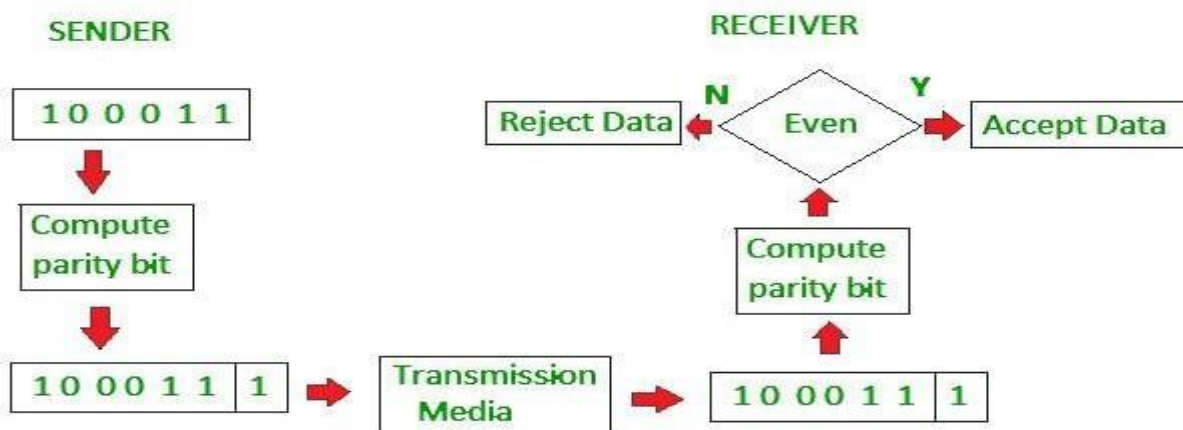 SENDER
1 0 0 0 1 1
Compute
parity bit
1 0 0 0 1 1 1
Transmission
Media
RECEIVER
1 0 0 0 1 1 1
Compute
parity bit
Even
N
Reject Data
Y
Accept Data